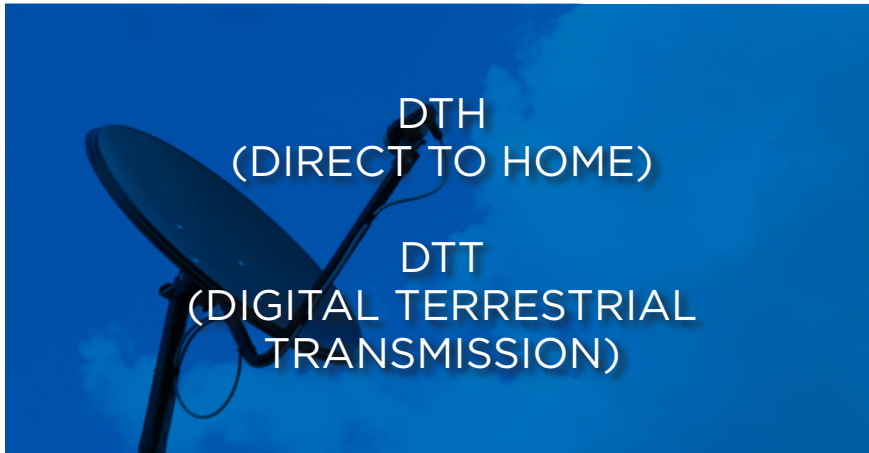 DTH
(DIRECT TO HOME)
DTT
(DIGITAL TERRESTRIAL
TRANSMISSION)